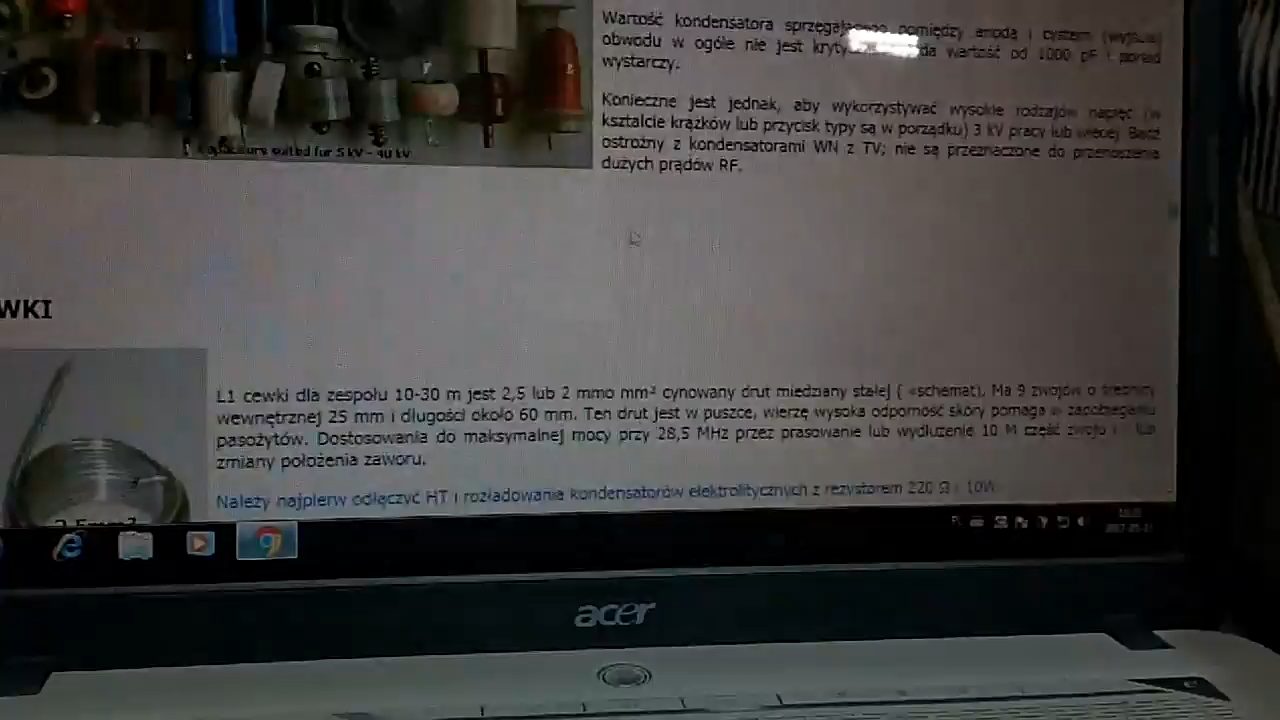 Wartość kondensatora sprzęgającego pomiędzy anodą i
obwodu w ogóle nie jest wartość od 1000 pF i ponad
wystarczy.
Konieczne jest jednak, aby wykorzystywać wysokie rodzajów napięć (w
kształcie krążków lub przycisk typy są w porządku) 3 kV pracy lub więcej Bądź
ostrożny z kondensatorami WN z TV; nie są przeznaczone do przenoszenia
dużych prądów RF.
for 5 kV - 40 kV
WKI
L1 cewki dla zespołu 10-30 m jest 2,5 lub 2 mmo mm² cynowany drut miedziany stałej ( «schemat). Ma 9 zwojów o średnicy
wewnętrznej 25 mm i długości około 60 mm. Ten drut jest w puszce, wierzę wysoka odporność skóry pomaga w zapobieganiu
pasożytów. Dostosowania do maksymalnej mocy przy 28,5 MHz przez prasowanie lub wydłużenie 10 M część zwoju i lub
zmiany położenia zaworu.
Należy najpierw odłączyć HT i rozładowania kondensatorów elektrolitycznych z rezystorem 220 Ω - 10W
PL
acer